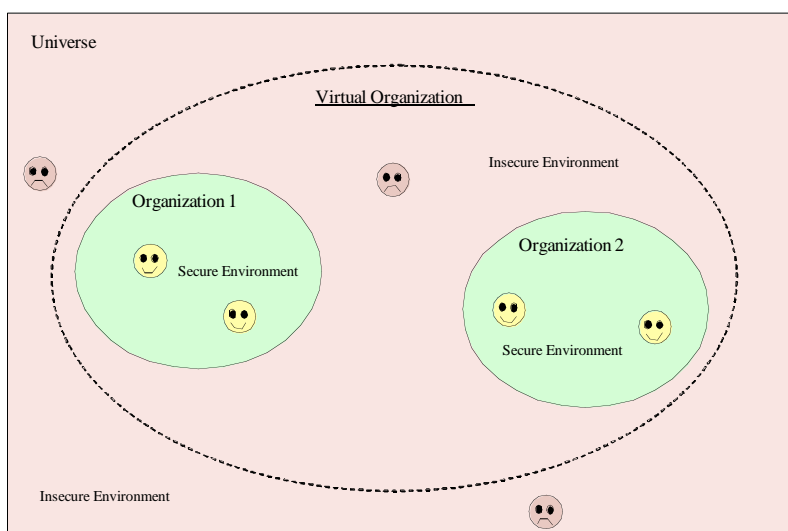 Universe
Virtual Organization
Insecure Environment
Organization 1
Organization 2
Secure Environment
Secure Environment
Insecure Environment